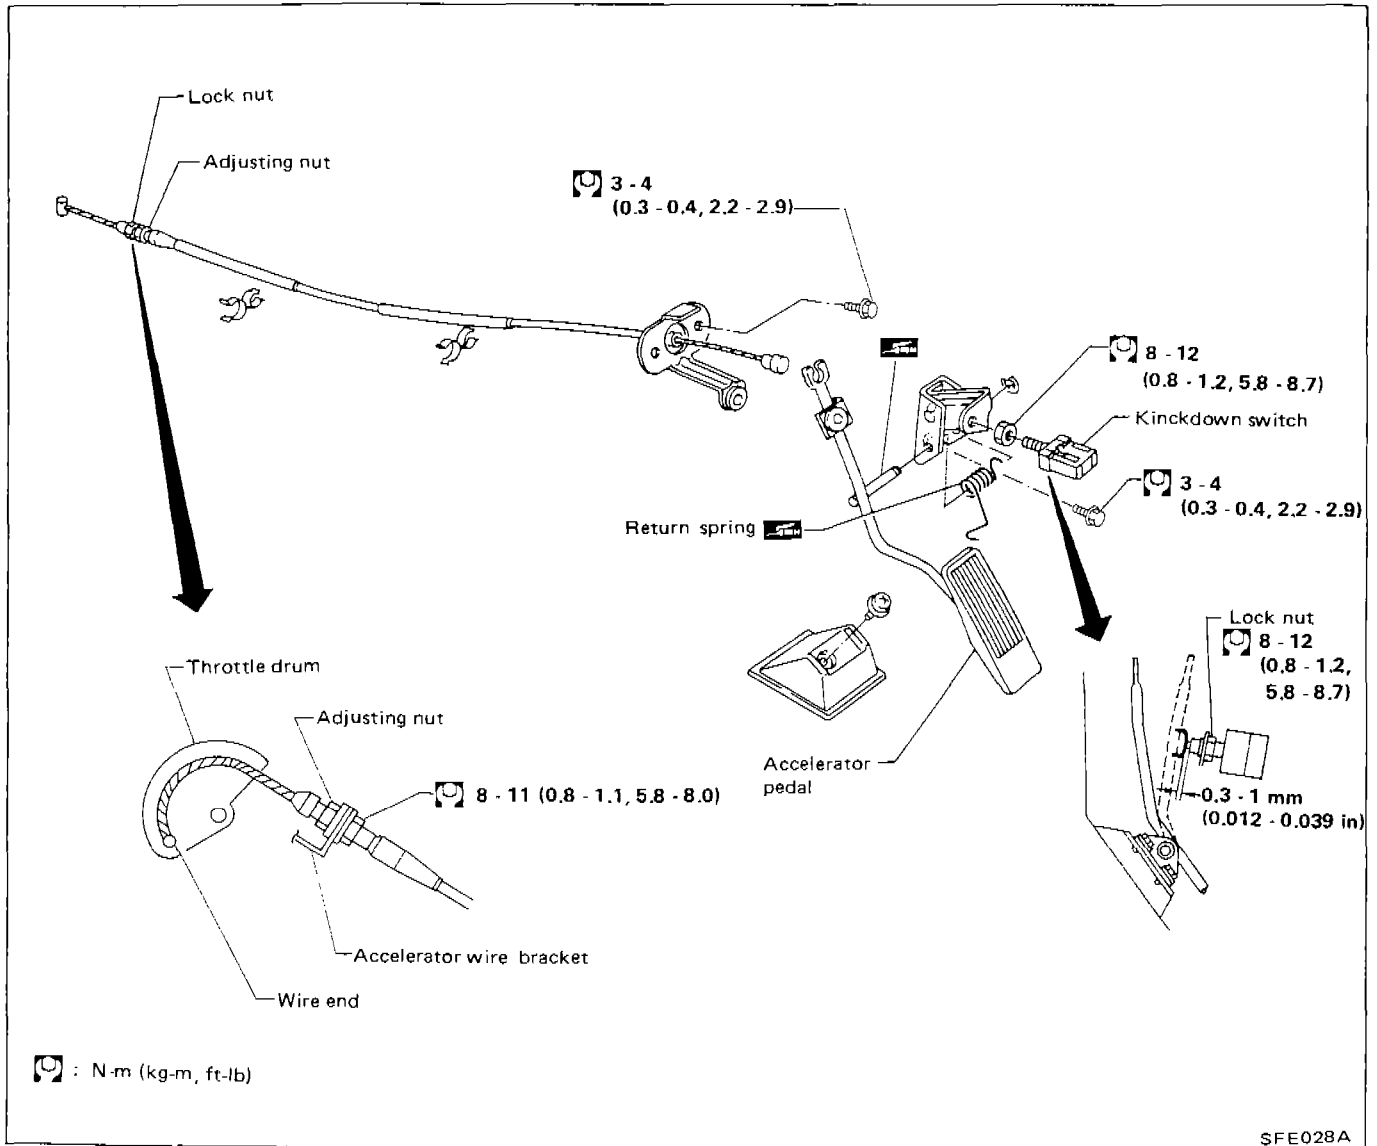 Lock nut
Adjusting nut
3 - 4
(0.3 - 0.4, 2.2 - 2.9)
8 - 12
(0.8 - 1.2, 5.8 - 8.7)
Kinckdown switch
3 - 4
(0.3 - 0.4, 2.2 - 2.9)
Return spring
Lock nut
8 - 12
(0.8 - 1.2,
5.8 - 8.7)
Throttle drum
Adjusting nut
8 - 11 (0.8 - 1.1, 5.8 - 8.0)
Accelerator
pedal
0.3 - 1 mm
(0.012 - 0.039 in)
Accelerator wire bracket
Wire end
: N·m (kg-m, ft-lb)
SFE028A